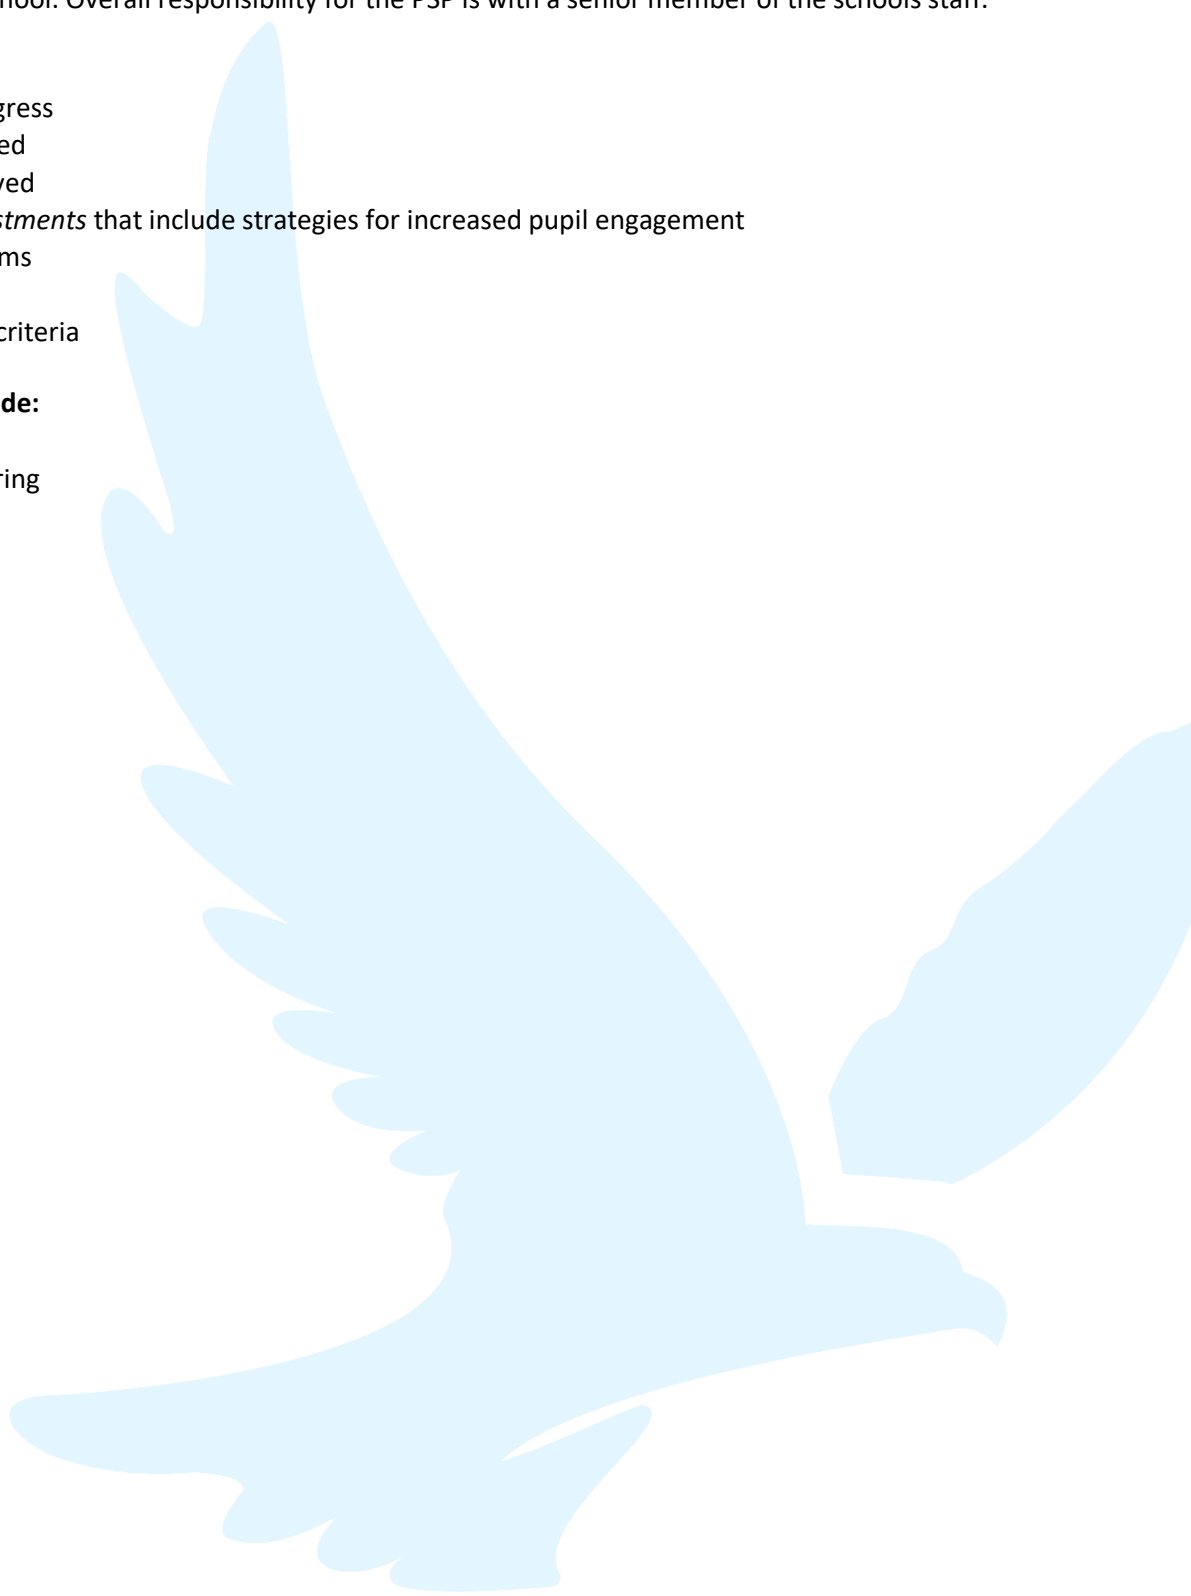 hool. Overall responsibility for the PSP is with a senior member of the schools staff.
gress
ed
ved
stments that include strategies for increased pupil engagement
ms
criteria
de:
ring